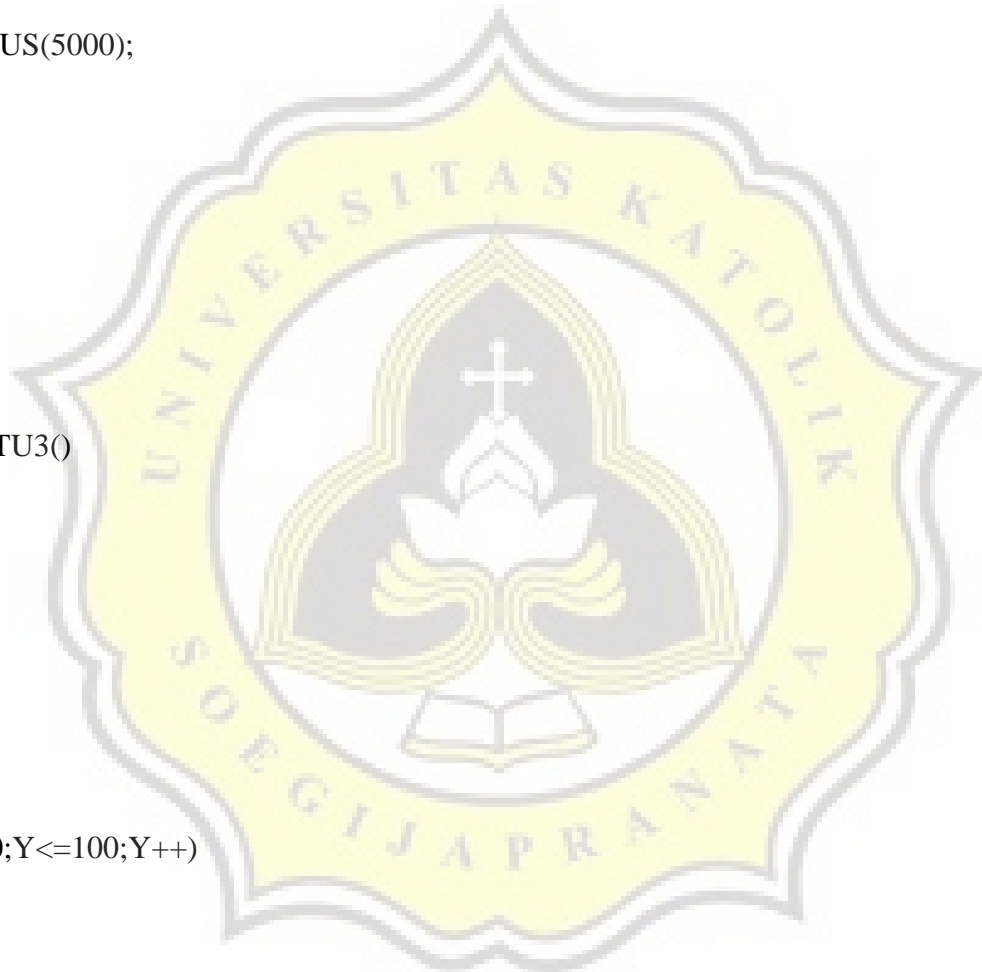 US(5000);
UNIVERSITAS KATOLIK
TU3()
SOEGIJAPRANATA
;Y<=100;Y++)